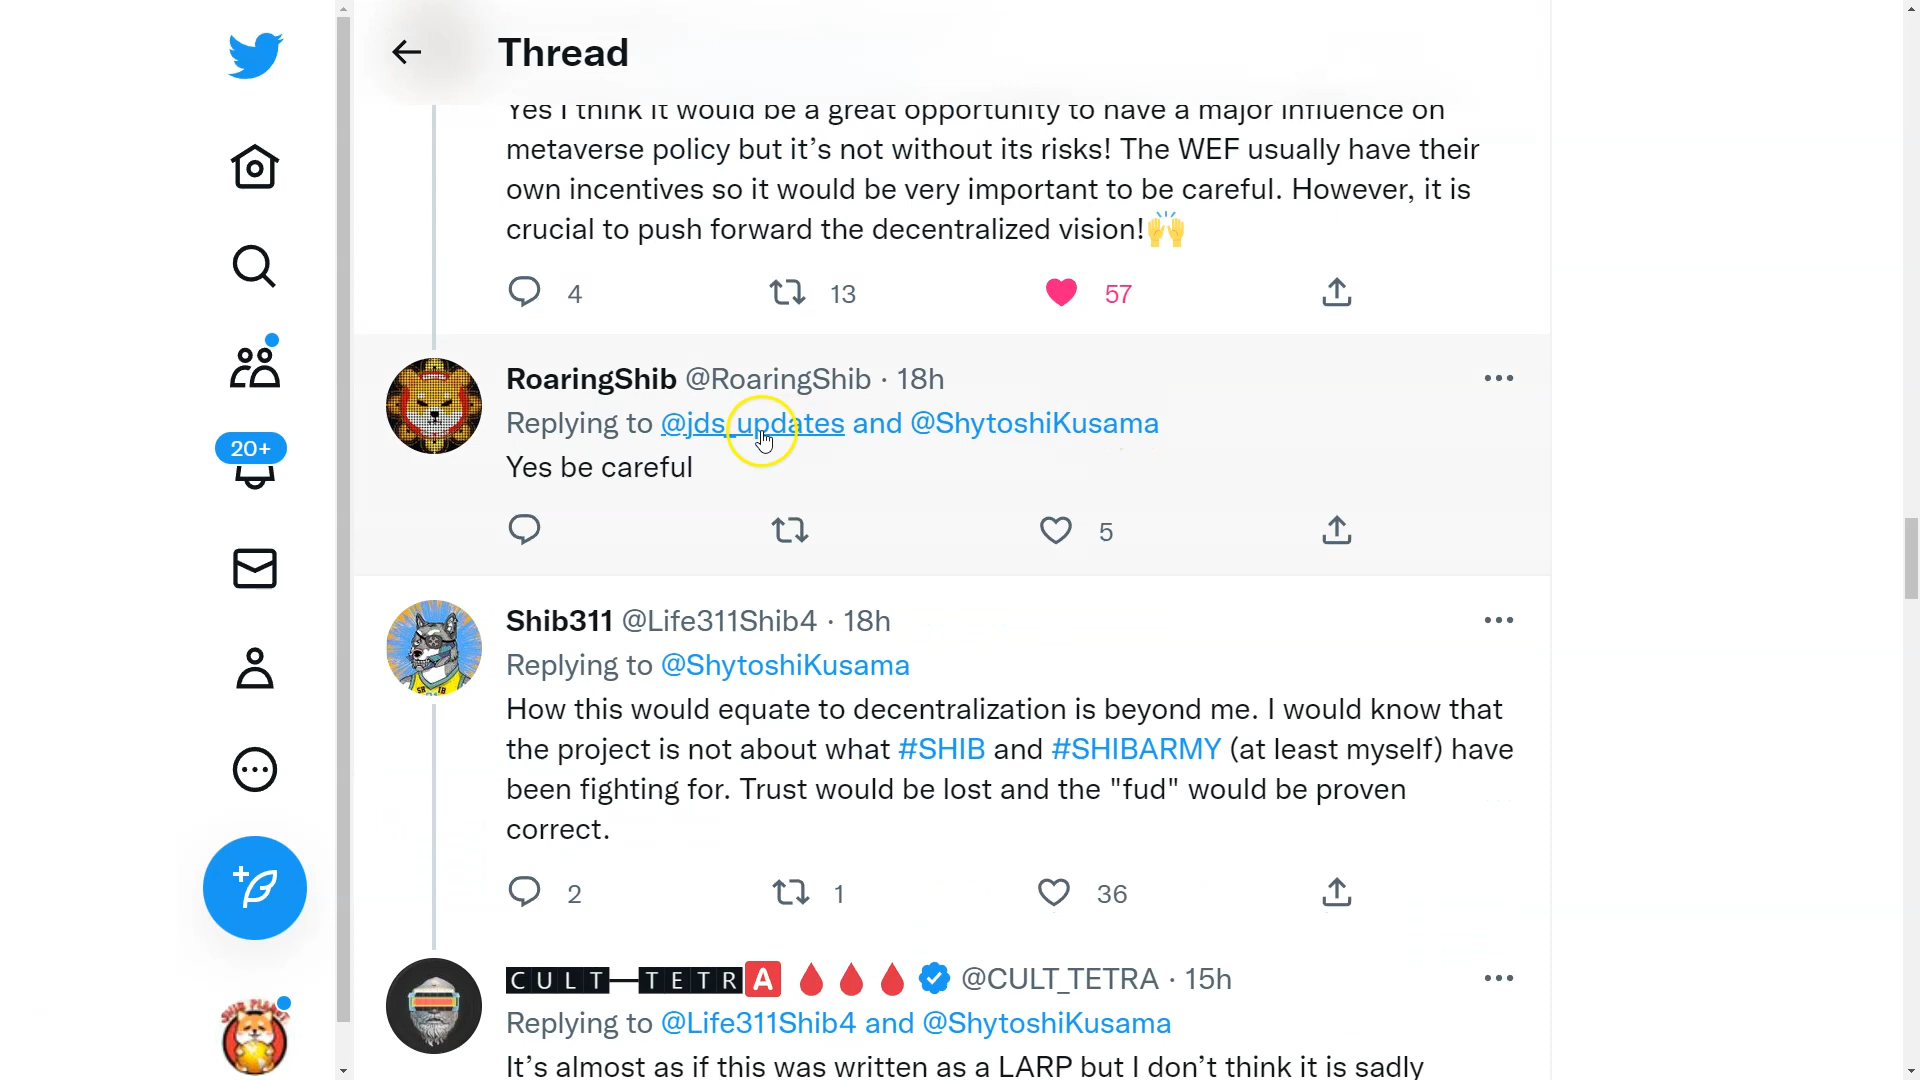 Thread
Yes I think it would be a great opportunity to have a major influence on
metaverse policy but it’s not without its risks! The WEF usually have their
own incentives so it would be very important to be careful. However, it is
crucial to push forward the decentralized vision!🙌
4 13 57
RoaringShib @RoaringShib · 18h
Replying to @jds_updates and @ShytoshiKusama
Yes be careful
5
20+
Shib311 @Life311Shib4 · 18h
Replying to @ShytoshiKusama
How this would equate to decentralization is beyond me. I would know that
the project is not about what #SHIB and #SHIBARMY (at least myself) have
been fighting for. Trust would be lost and the "fud" would be proven
correct.
2 1 36
CULT—TETR🅰 🩸🩸🩸 @CULT_TETRA · 15h
Replying to @Life311Shib4 and @ShytoshiKusama
It’s almost as if this was written as a LARP but I don’t think it is sadly
SHIB PLANET